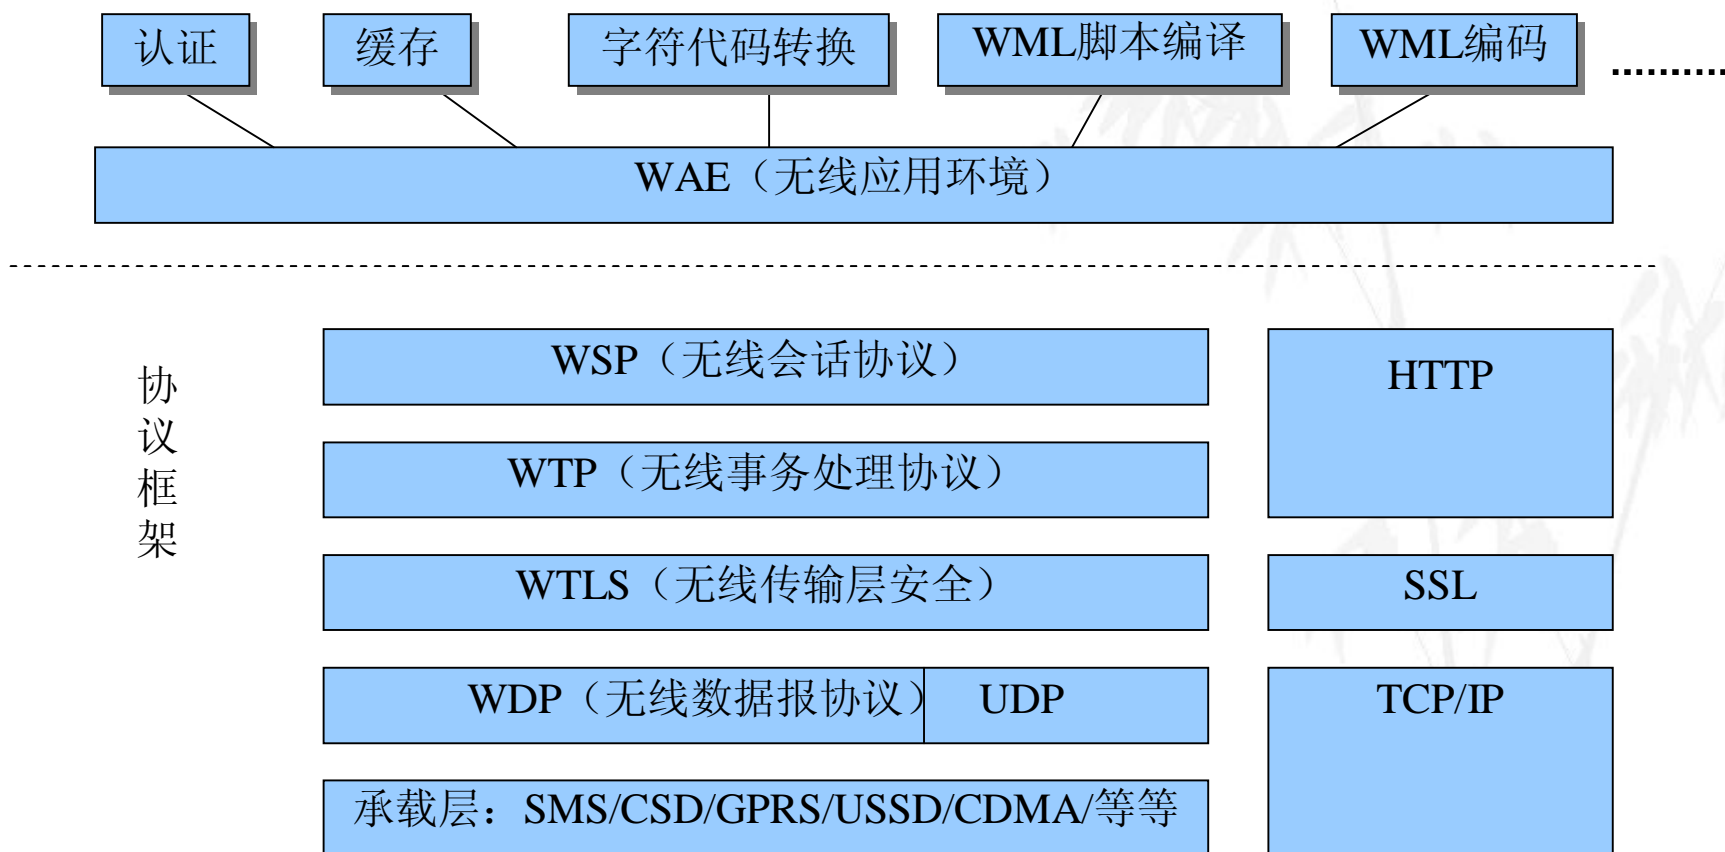 认证
缓存
字符代码转换
WML脚本编译
WML编码
...........
WAE（无线应用环境）
协议框架
WSP（无线会话协议）
HTTP
WTP（无线事务处理协议）
WTLS（无线传输层安全）
SSL
WDP（无线数据报协议）
UDP
TCP/IP
承载层：SMS/CSD/GPRS/USSD/CDMA/等等